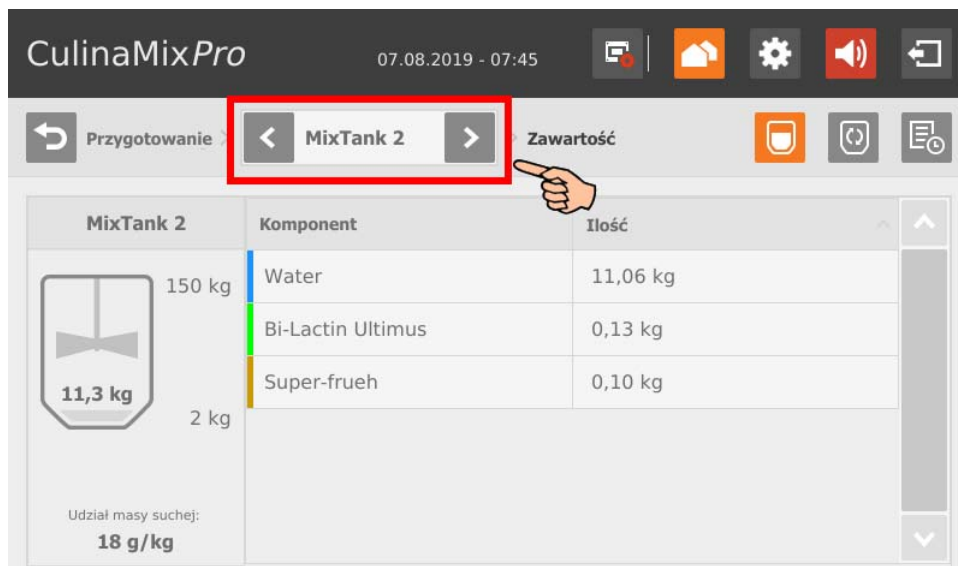 CulinaMixPro 07.08.2019 - 07:45
Przygotowanie MixTank 2 Zawartość
MixTank 2 Komponent Ilość
150 kg Water 11,06 kg
Bi-Lactin Ultimus 0,13 kg
11,3 kg Super-frueh 0,10 kg
2 kg
Udział masy suchej:
18 g/kg